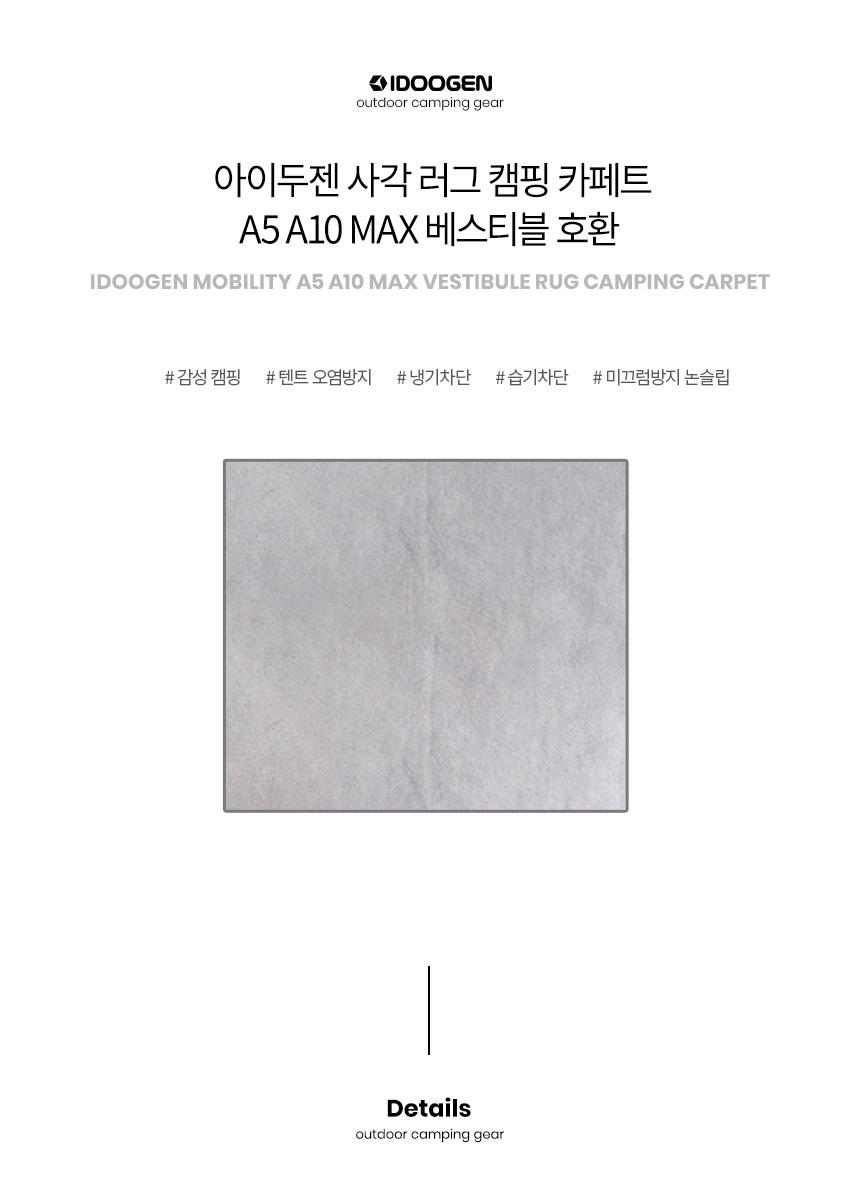 IDOOGEN
outdoor camping gear
아이두젠 사각 러그 캠핑 카페트
A5 A10 MAX 베스티블 호환
IDOOGEN MOBILITY A5 A10 MAX VESTIBULE RUG CAMPING CARPET
# 감성 캠핑 # 텐트 오염방지 # 냉기차단 # 습기차단 # 미끄럼방지 논슬립
Details
outdoor camping gear